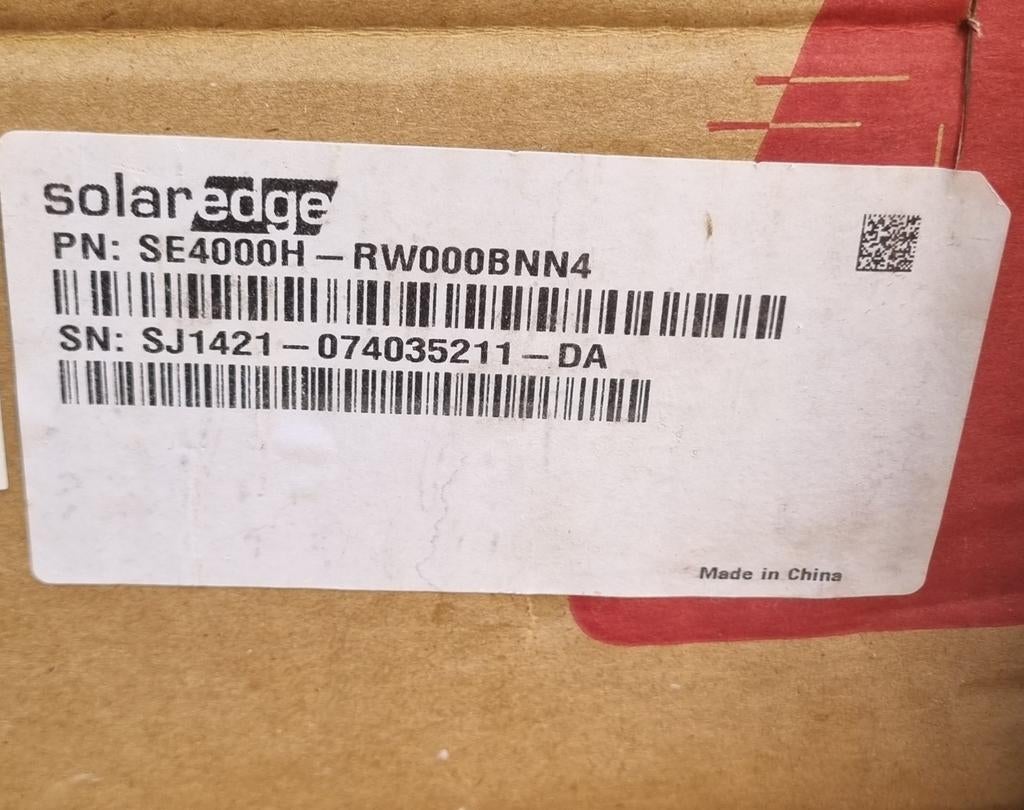 solaredge
PN: SE4000H-RW000BNN4
SN: SJ1421-074035211-DA
Made in China